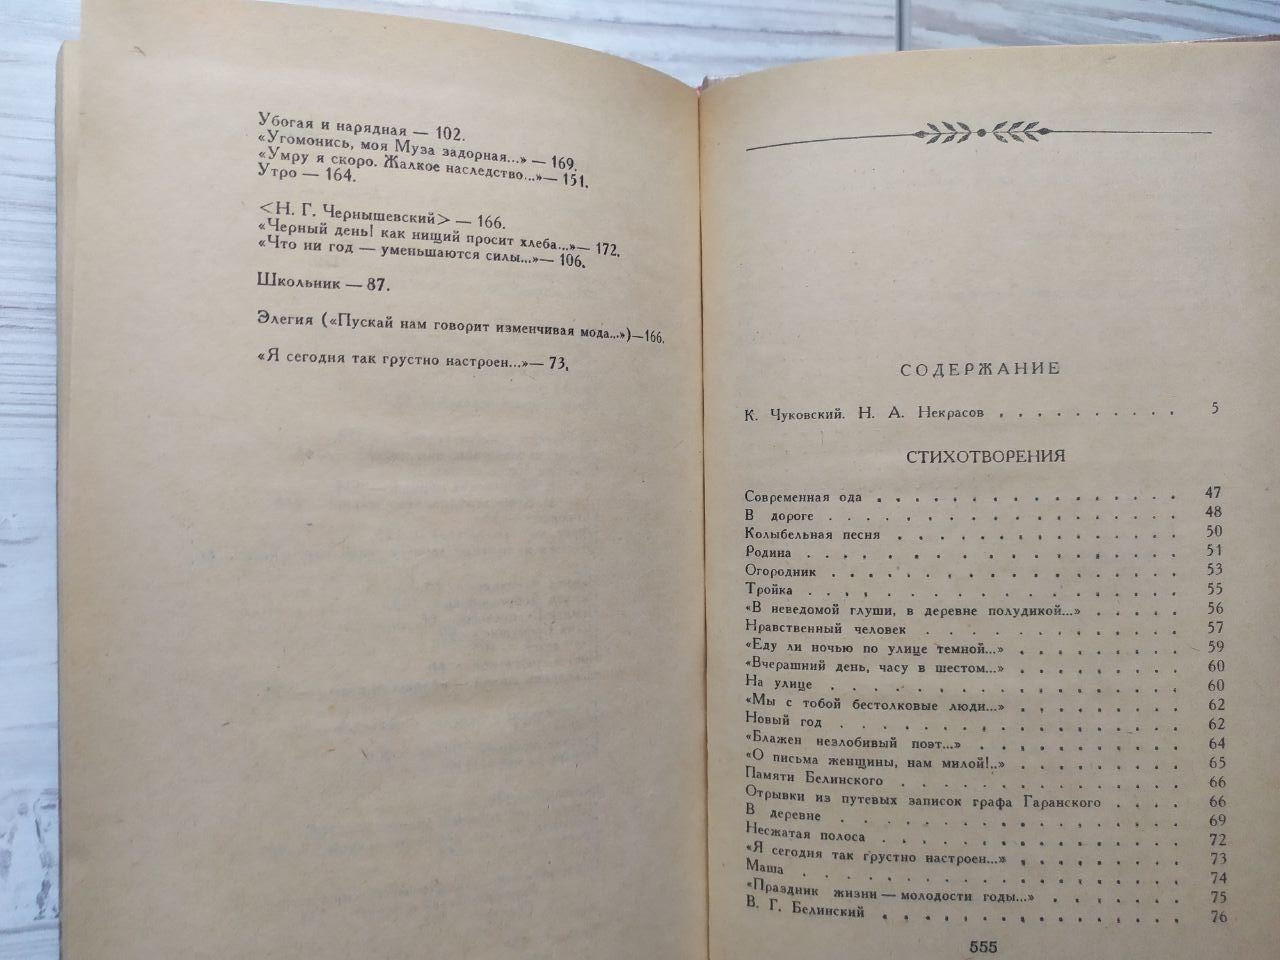 Убогая и нарядная — 102.
«Угомонись, моя Муза задорная...» — 169.
«Умру я скоро. Жалкое наследство...»— 151.
Утро — 164.
<Н. Г. Чернышевский> — 166.
«Черный день! как нищий просит хлеба...»— 172.
«Что ни год — уменьшаются силы...»— 106.
Школьник — 87.
Элегия («Пускай нам говорит изменчивая мода...»)—166.
«Я сегодня так грустно настроен...»— 73.
СОДЕРЖАНИЕ
К. Чуковский. Н. А. Некрасов . . . . . . . . . . 5
СТИХОТВОРЕНИЯ
Современная ода . . . . . . . . . . . . . . . 47
В дороге . . . . . . . . . . . . . . . . . 48
Колыбельная песня . . . . . . . . . . . . . . 50
Родина . . . . . . . . . . . . . . . . . . 51
Огородник . . . . . . . . . . . . . . . . . 53
Тройка . . . . . . . . . . . . . . . . . . 55
«В неведомой глуши, в деревне полудикой...» . . . . . 56
Нравственный человек . . . . . . . . . . . . . 57
«Еду ли ночью по улице темной...» . . . . . . . . 59
«Вчерашний день, часу в шестом...» . . . . . . . . 60
На улице . . . . . . . . . . . . . . . . . 60
«Мы с тобой бестолковые люди...» . . . . . . . . 62
Новый год . . . . . . . . . . . . . . . . . 62
«Блажен незлобивый поэт...» . . . . . . . . . . 64
«О письма женщины, нам милой!..» . . . . . . . . 65
Памяти Белинского . . . . . . . . . . . . . . 66
Отрывки из путевых записок графа Гаранского . . . . 66
В деревне . . . . . . . . . . . . . . . . . 69
Несжатая полоса . . . . . . . . . . . . . . . 72
«Я сегодня так грустно настроен...» . . . . . . . . 73
Маша . . . . . . . . . . . . . . . . . . . 74
«Праздник жизни — молодости годы...» . . . . . . . 75
В. Г. Белинский . . . . . . . . . . . . . . . 76
555